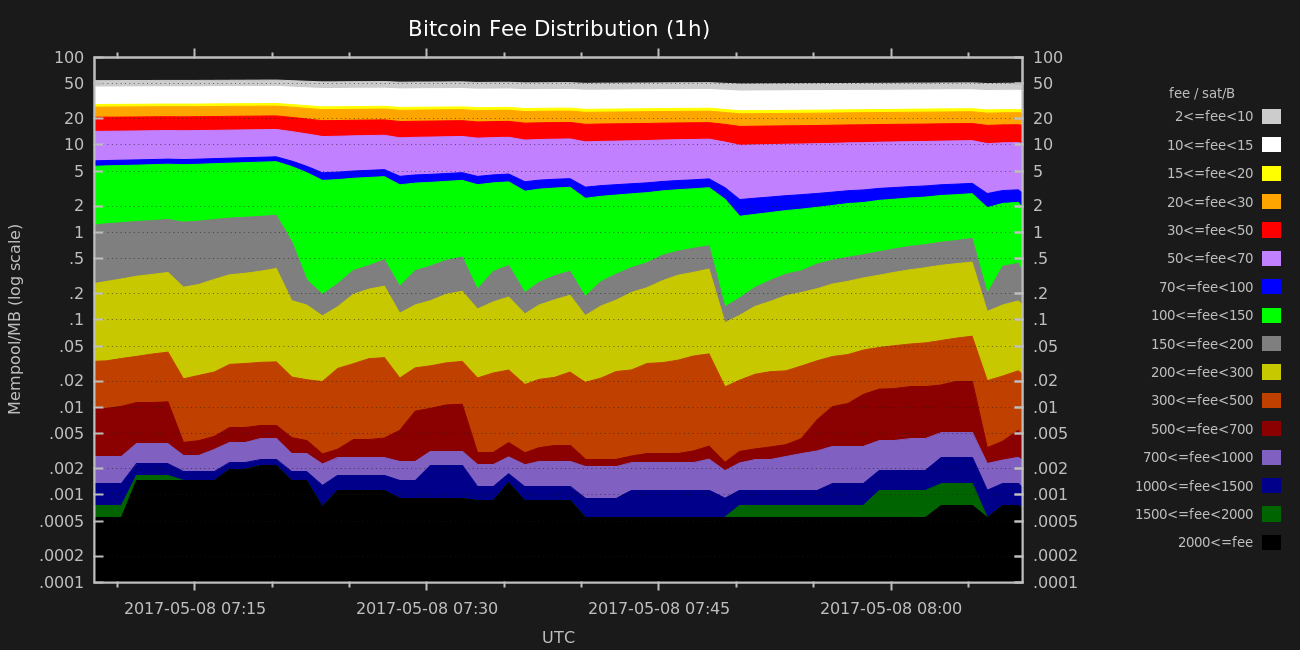 Bitcoin Fee Distribution (1h)
100 100
50 50
20 20
10 10
5 5
2 2
1 1
.5 .5
.2 .2
.1 .1
.05 .05
.02 .02
.01 .01
.005 .005
.002 .002
.001 .001
.0005 .0005
.0002 .0002
.0001 .0001
Mempool/MB (log scale)
2017-05-08 07:15 2017-05-08 07:30 2017-05-08 07:45 2017-05-08 08:00
UTC
fee / sat/B
2<=fee<10
10<=fee<15
15<=fee<20
20<=fee<30
30<=fee<50
50<=fee<70
70<=fee<100
100<=fee<150
150<=fee<200
200<=fee<300
300<=fee<500
500<=fee<700
700<=fee<1000
1000<=fee<1500
1500<=fee<2000
2000<=fee